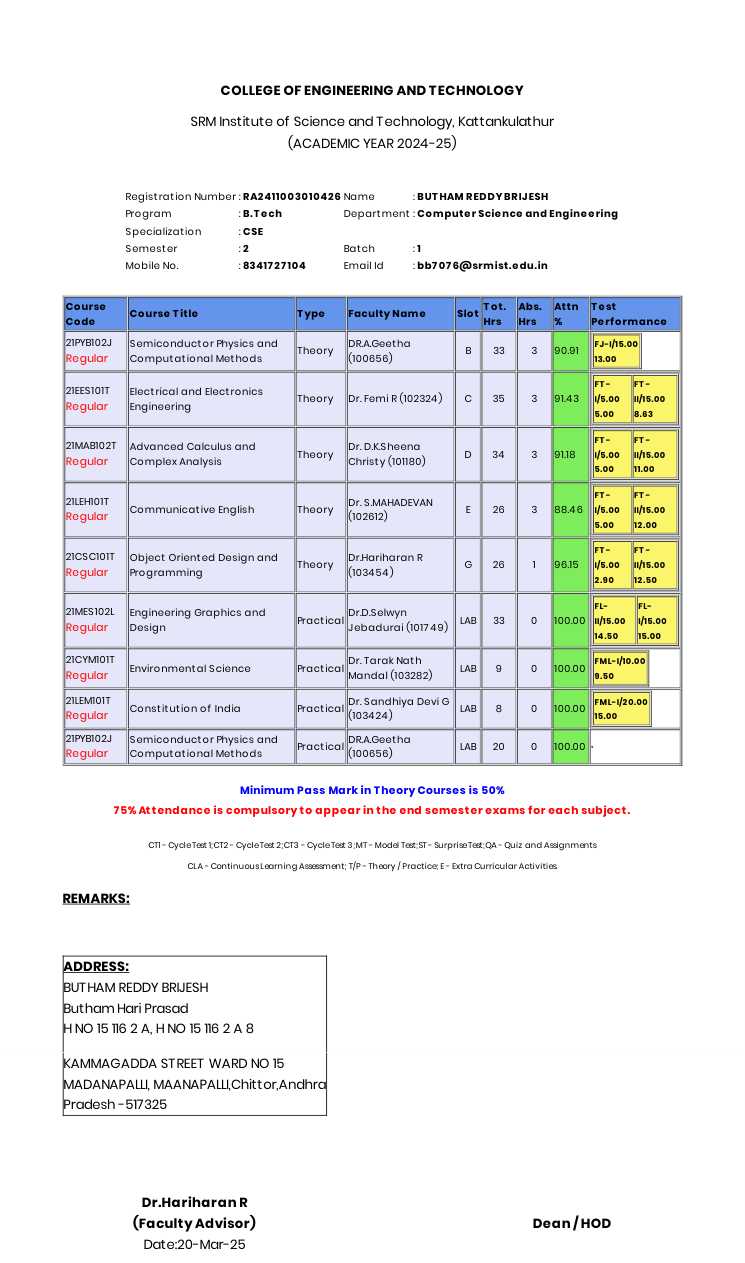 COLLEGE OF ENGINEERING AND TECHNOLOGY
SRM Institute of Science and Technology, Kattankulathur
(ACADEMIC YEAR 2024-25)
Registration Number : RA2411003010426 Name : BUTHAM REDDY BRIJESH
Program : B.Tech Department : Computer Science and Engineering
Specialization : CSE
Semester : 2 Batch : 1
Mobile No. : 8341727104 Email Id : bb7076@srmist.edu.in
Course Code Course Title Type Faculty Name Slot Tot. Hrs Abs. Hrs Attn % Test Performance
21PYB102J Regular Semiconductor Physics and Computational Methods Theory DR.A.Geetha (100656) B 33 3 90.91 FJ-I/15.00 13.00
21EES101T Regular Electrical and Electronics Engineering Theory Dr. Femi R (102324) C 35 3 91.43 FT-I/5.00 5.00 FT-II/15.00 8.63
21MAB102T Regular Advanced Calculus and Complex Analysis Theory Dr. D.K.Sheena Christy (101180) D 34 3 91.18 FT-I/5.00 5.00 FT-II/15.00 11.00
21LEH101T Regular Communicative English Theory Dr. S.MAHADEVAN (102612) E 26 3 88.46 FT-I/5.00 5.00 FT-II/15.00 12.00
21CSC101T Regular Object Oriented Design and Programming Theory Dr.Hariharan R (103454) G 26 1 96.15 FT-I/5.00 2.90 FT-II/15.00 12.50
21MES102L Regular Engineering Graphics and Design Practical Dr.D.Selwyn Jebadurai (101749) LAB 33 0 100.00 FL-II/15.00 14.50 FL-I/15.00 15.00
21CYM101T Regular Environmental Science Practical Dr. Tarak Nath Mandal (103282) LAB 9 0 100.00 FML-I/10.00 9.50
21LEM101T Regular Constitution of India Practical Dr. Sandhiya Devi G (103424) LAB 8 0 100.00 FML-I/20.00 15.00
21PYB102J Regular Semiconductor Physics and Computational Methods Practical DR.A.Geetha (100656) LAB 20 0 100.00 -
Minimum Pass Mark in Theory Courses is 50%
75% Attendance is compulsory to appear in the end semester exams for each subject.
CT1 - Cycle Test 1; CT2 - Cycle Test 2; CT3 - Cycle Test 3; MT - Model Test; ST - Surprise Test; QA - Quiz and Assignments
CLA - Continuous Learning Assessment; T/P - Theory / Practice; E - Extra Curricular Activities.
REMARKS:
ADDRESS:
BUTHAM REDDY BRIJESH
Butham Hari Prasad
H NO 15 116 2 A, H NO 15 116 2 A 8
KAMMAGADDA STREET WARD NO 15
MADANAPALLI, MAANAPALLI,Chittor,Andhra
Pradesh -517325
Dr.Hariharan R
(Faculty Advisor) Dean / HOD
Date:20-Mar-25